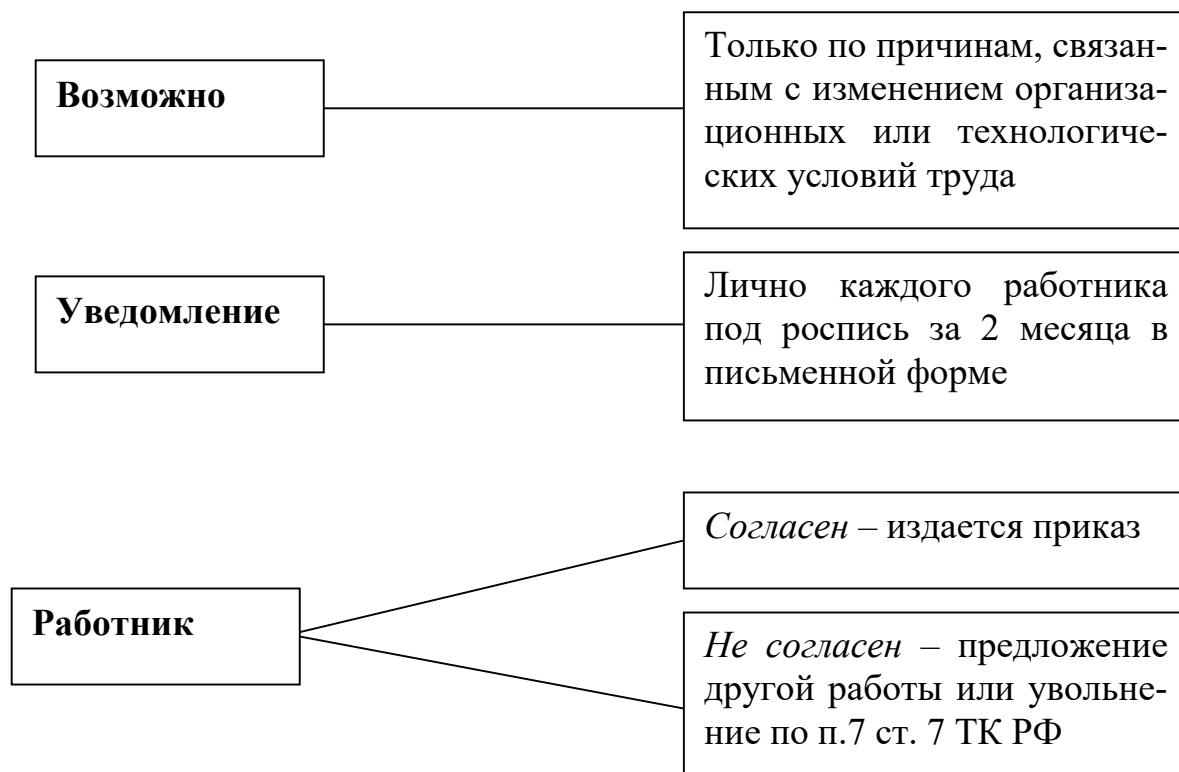 Возможно
Только по причинам, связан-
ным с изменением организа-
ционных или технологиче-
ских условий труда
Уведомление
Лично каждого работника
под роспись за 2 месяца в
письменной форме
Работник
Согласен – издается приказ
Не согласен – предложение
другой работы или увольне-
ние по п.7 ст. 7 ТК РФ